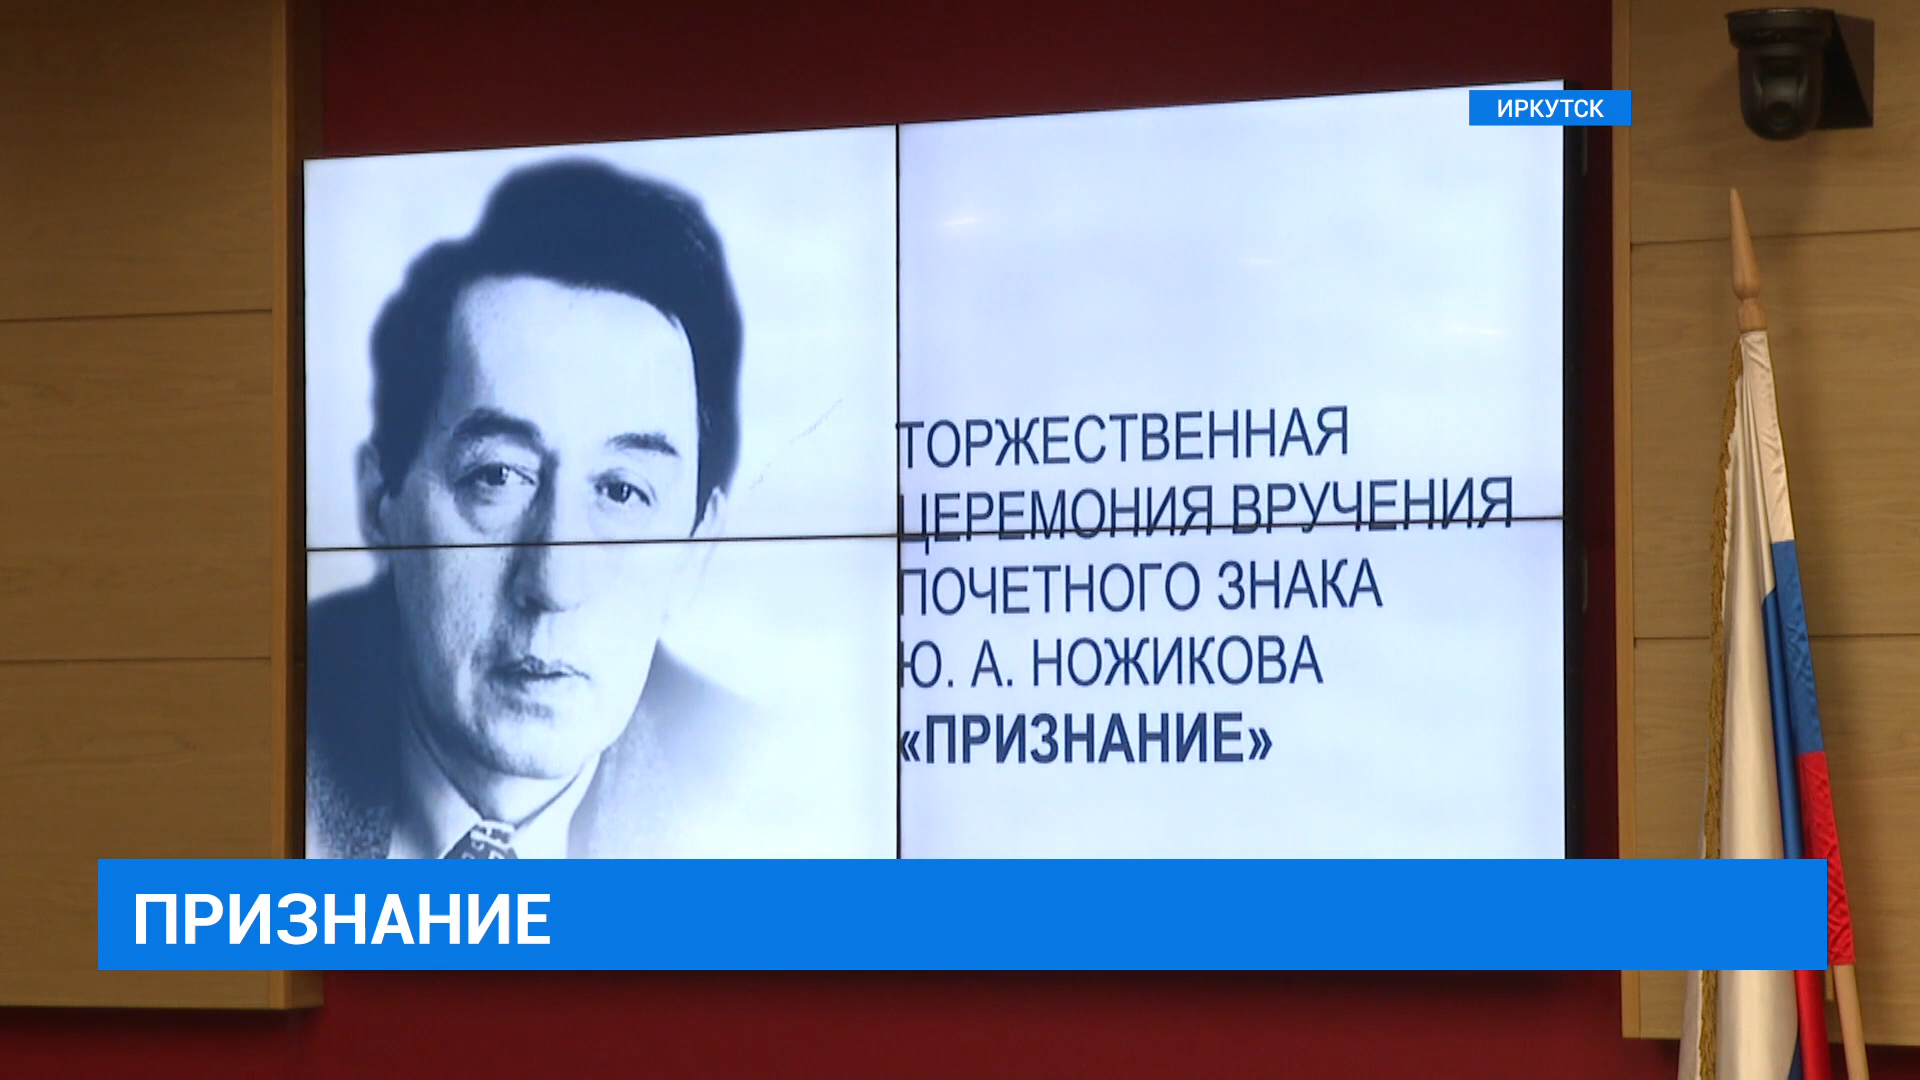 ИРКУТСК
ТОРЖЕСТВЕННАЯ
ЦЕРЕМОНИЯ ВРУЧЕНИЯ
ПОЧЕТНОГО ЗНАКА
Ю. А. НОЖИКОВА
«ПРИЗНАНИЕ»
ПРИЗНАНИЕ